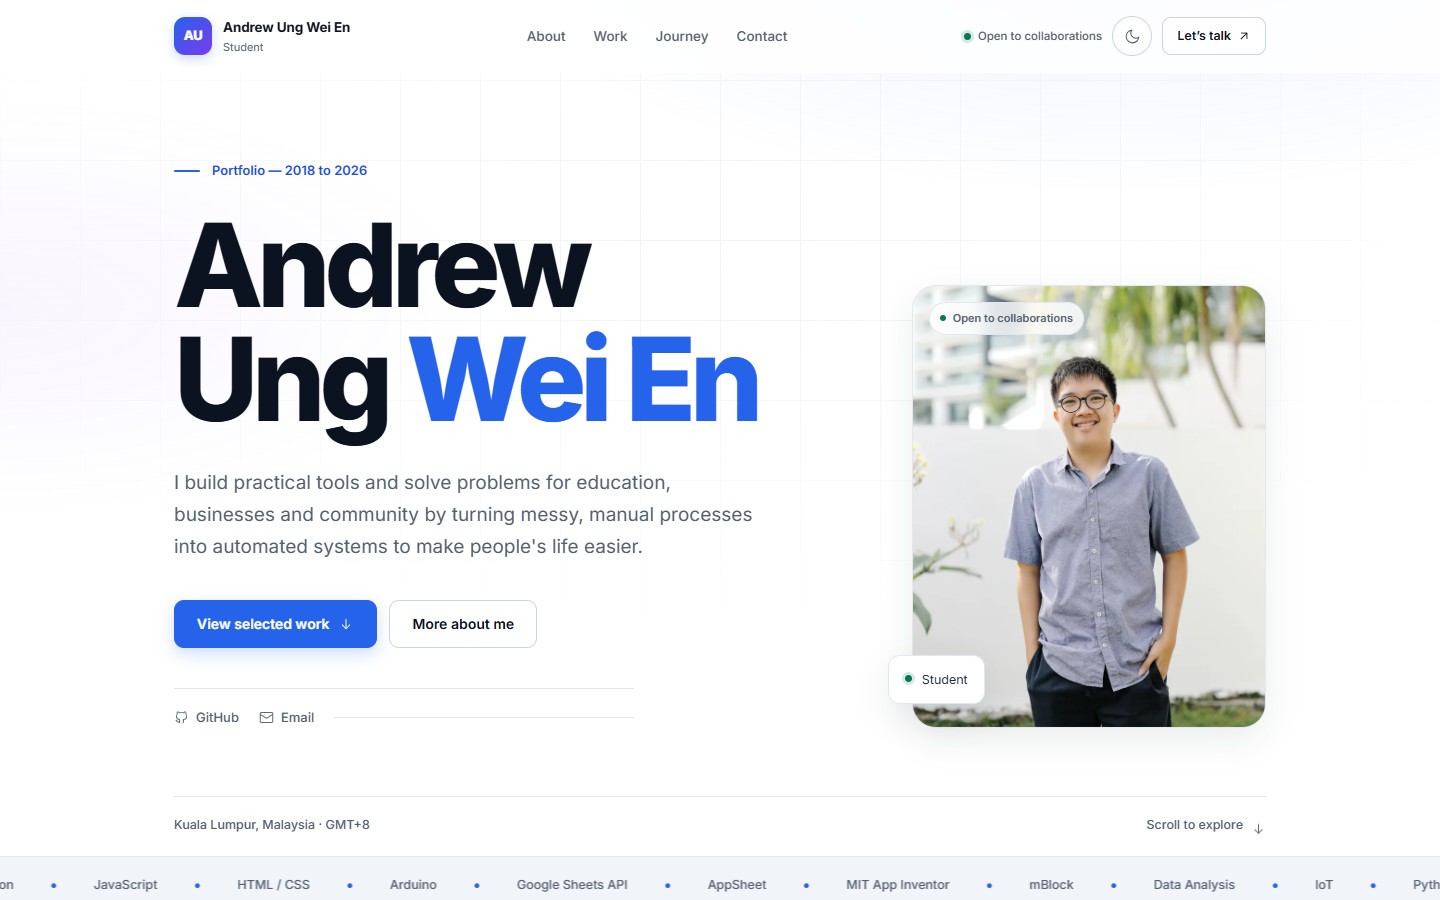 AU
Andrew Ung Wei En
Student
About
Work
Journey
Contact
Open to collaborations
Let's talk
Portfolio — 2018 to 2026
Andrew
Ung Wei En
I build practical tools and solve problems for education,
businesses and community by turning messy, manual processes
into automated systems to make people's life easier.
View selected work
More about me
GitHub
Email
Open to collaborations
Student
Kuala Lumpur, Malaysia · GMT+8
Scroll to explore
on • JavaScript • HTML / CSS • Arduino • Google Sheets API • AppSheet • MIT App Inventor • mBlock • Data Analysis • IoT • Pyth